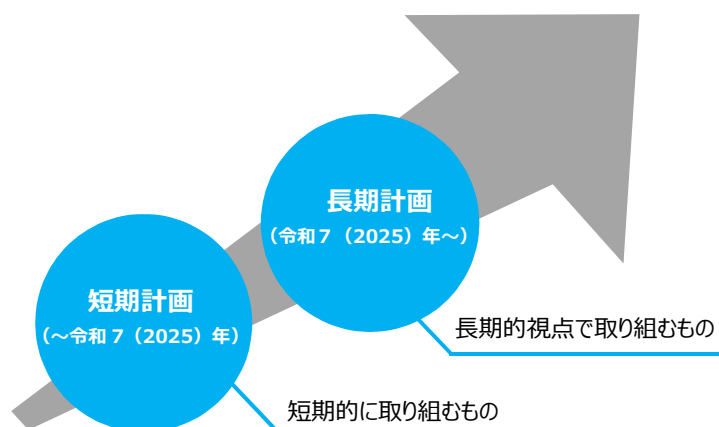 長期計画
（令和７（2025）年～）
長期的視点で取り組むもの
短期計画
（～令和７（2025）年）
短期的に取り組むもの